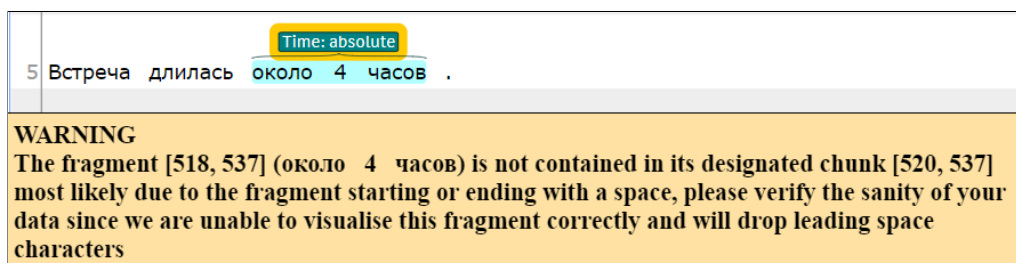 Time: absolute
5 Встреча длилась около 4 часов .
WARNING
The fragment [518, 537] (около 4 часов) is not contained in its designated chunk [520, 537]
most likely due to the fragment starting or ending with a space, please verify the sanity of your
data since we are unable to visualise this fragment correctly and will drop leading space
characters